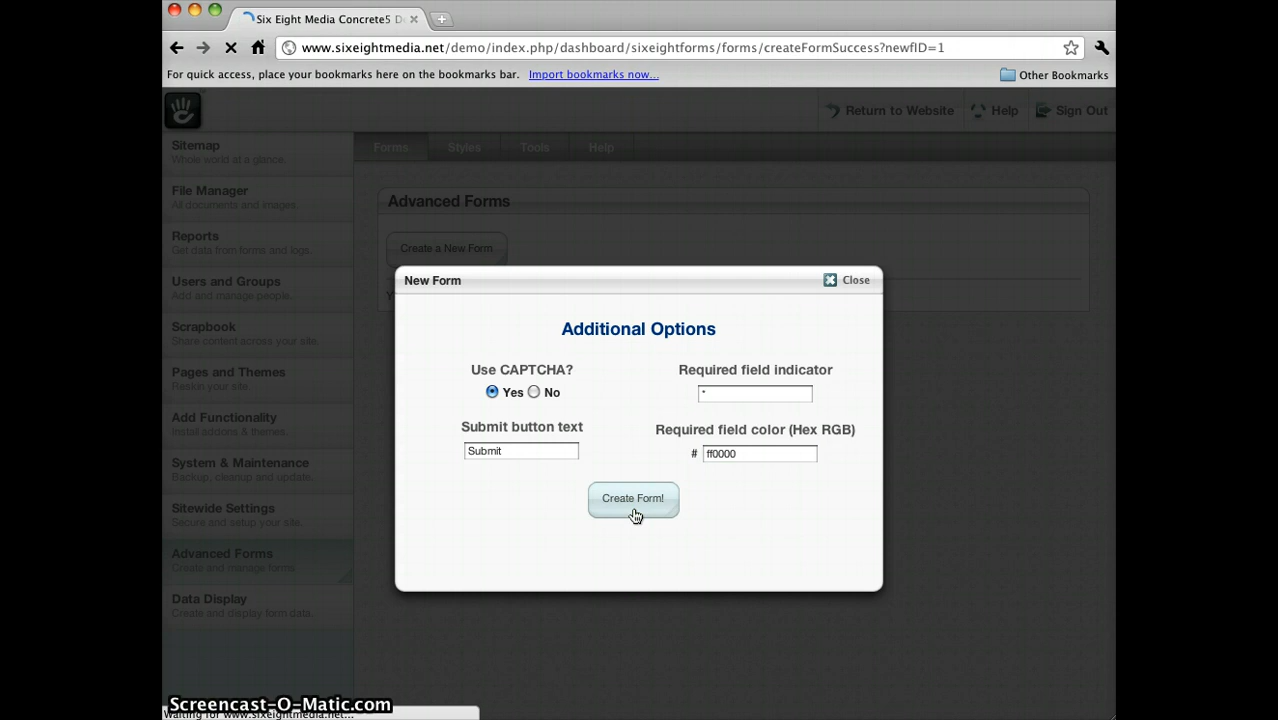 Six Eight Media Concrete5 D
www.sixeightmedia.net/demo/index.php/dashboard/sixeightforms/forms/createFormSuccess?newfID=1
For quick access, place your bookmarks here on the bookmarks bar. Import bookmarks now...
Other Bookmarks
Return to Website
Help
Sign Out
Sitemap
Whole world at a glance.
File Manager
All documents and images.
Reports
Get data from forms and logs.
Users and Groups
Add and manage people.
Scrapbook
Share content across your site.
Pages and Themes
Reskin your site.
Add Functionality
Install addons & themes.
System & Maintenance
Backup, cleanup and update.
Sitewide Settings
Secure and setup your site.
Advanced Forms
Create and manage forms
Data Display
Create and display form data.
Forms Styles Tools Help
Advanced Forms
Create a New Form
Y
New Form
Close
Additional Options
Use CAPTCHA?
Yes No
Submit button text
Submit
Required field indicator
*
Required field color (Hex RGB)
# ff0000
Create Form!
Screencast-O-Matic.com
Waiting for www.sixeightmedia.net...